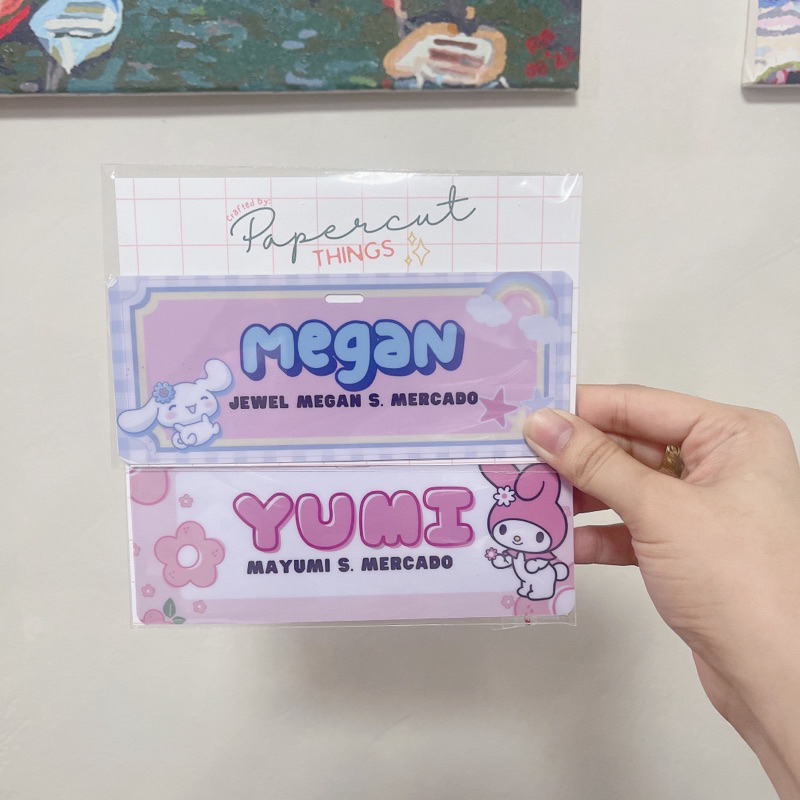 Crafted by:
Papercut
THINGS
Megan
JEWEL MEGAN S. MERCADO
YUMI
MAYUMI S. MERCADO